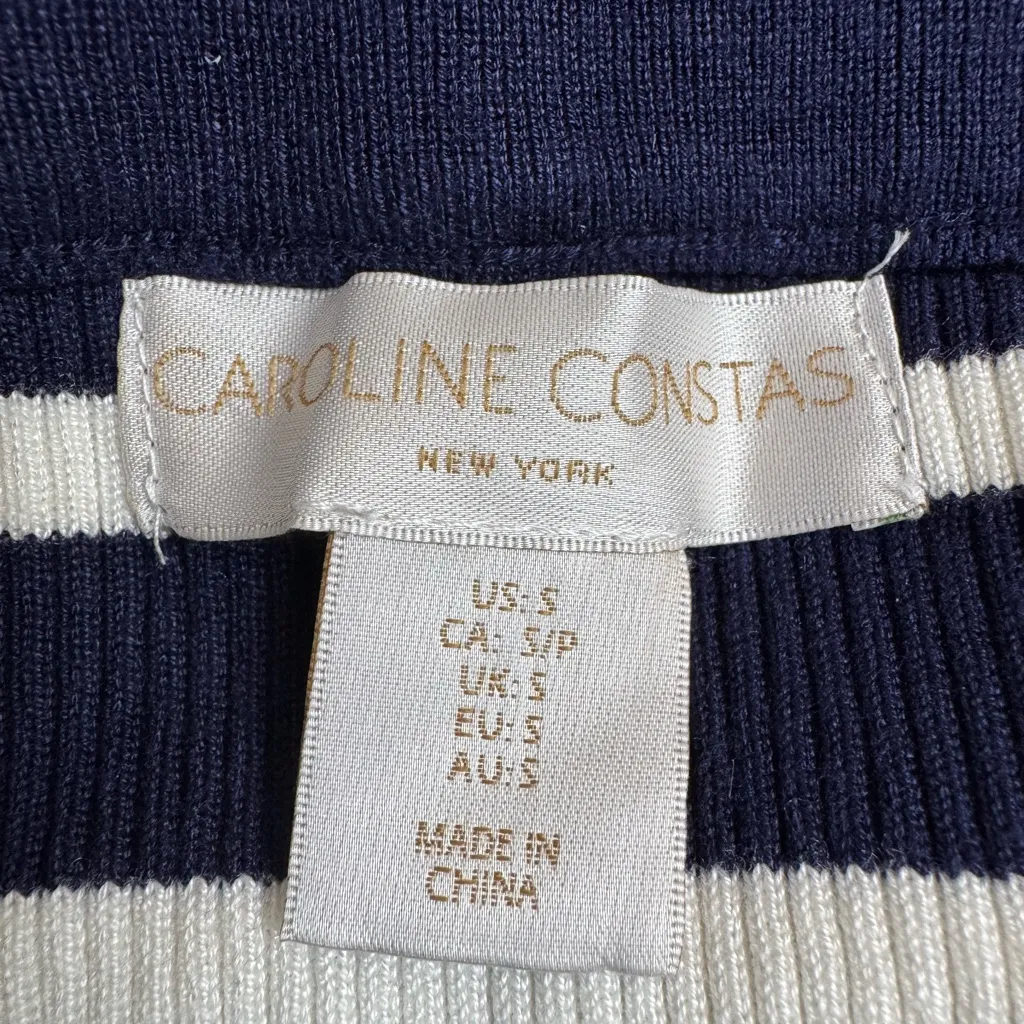 CAROLINE CONSTAS
NEW YORK
US: S
CA: S/P
UK: S
EU: S
AU: S
MADE IN
CHINA